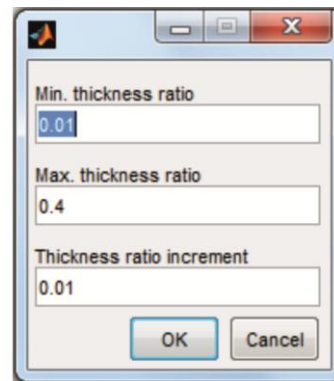 Min. thickness ratio
0.01
Max. thickness ratio
0.4
Thickness ratio increment
0.01
OK Cancel